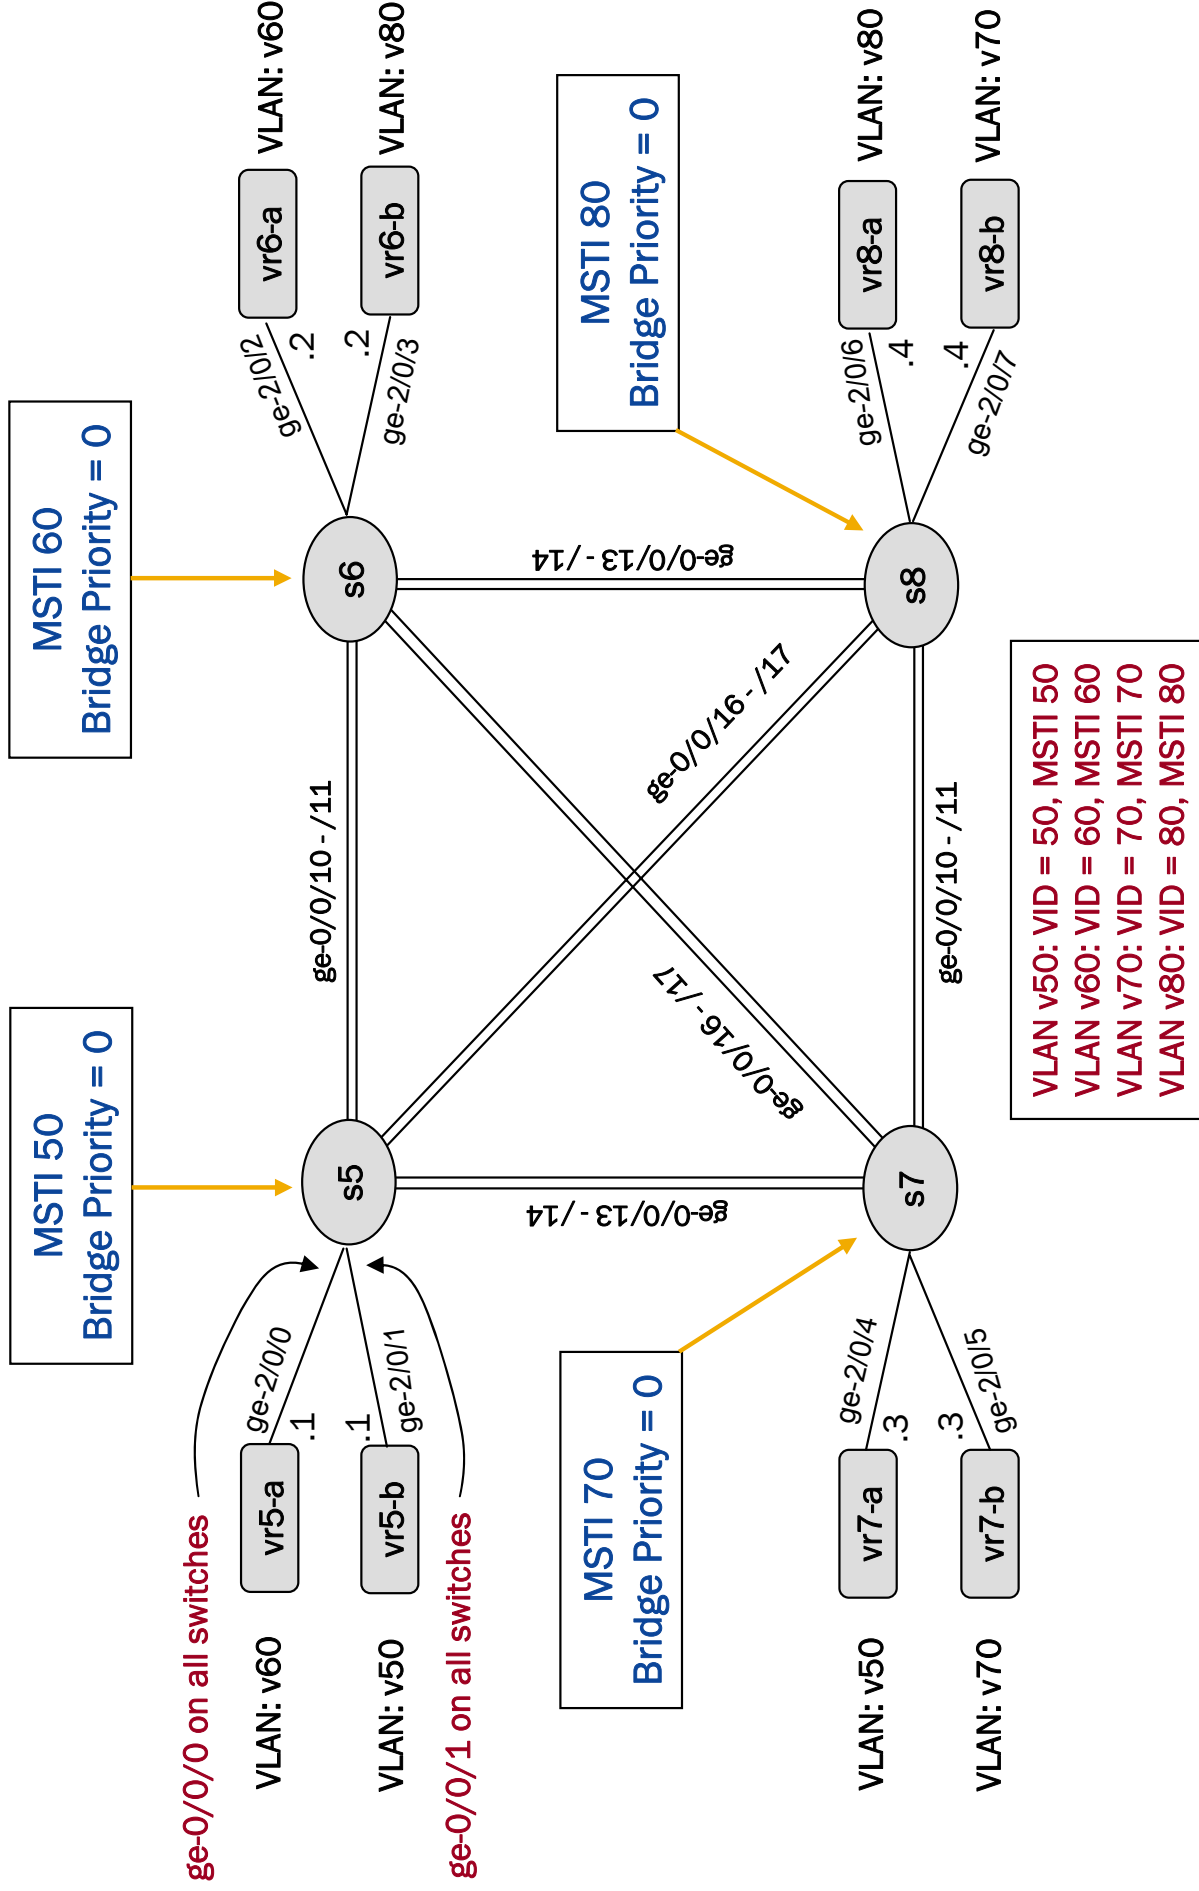 MSTI 50
Bridge Priority = 0
MSTI 60
Bridge Priority = 0
ge-0/0/0 on all switches
VLAN: v60
vr5-a
ge-2/0/0
.1
VLAN: v50
vr5-b
.1
ge-2/0/1
ge-0/0/1 on all switches
s5
ge-0/0/10 - /11
s6
ge-2/0/2
.2
vr6-a
VLAN: v60
.2
ge-2/0/3
vr6-b
VLAN: v80
ge-0/0/13 - /14
ge-0/0/13 - /14
ge-0/0/16 - /17
ge-0/0/16 - /17
MSTI 70
Bridge Priority = 0
MSTI 80
Bridge Priority = 0
VLAN: v50
vr7-a
ge-2/0/4
.3
VLAN: v70
vr7-b
.3
ge-2/0/5
s7
ge-0/0/10 - /11
s8
ge-2/0/6
.4
vr8-a
VLAN: v80
.4
ge-2/0/7
vr8-b
VLAN: v70
VLAN v50: VID = 50, MSTI 50
VLAN v60: VID = 60, MSTI 60
VLAN v70: VID = 70, MSTI 70
VLAN v80: VID = 80, MSTI 80